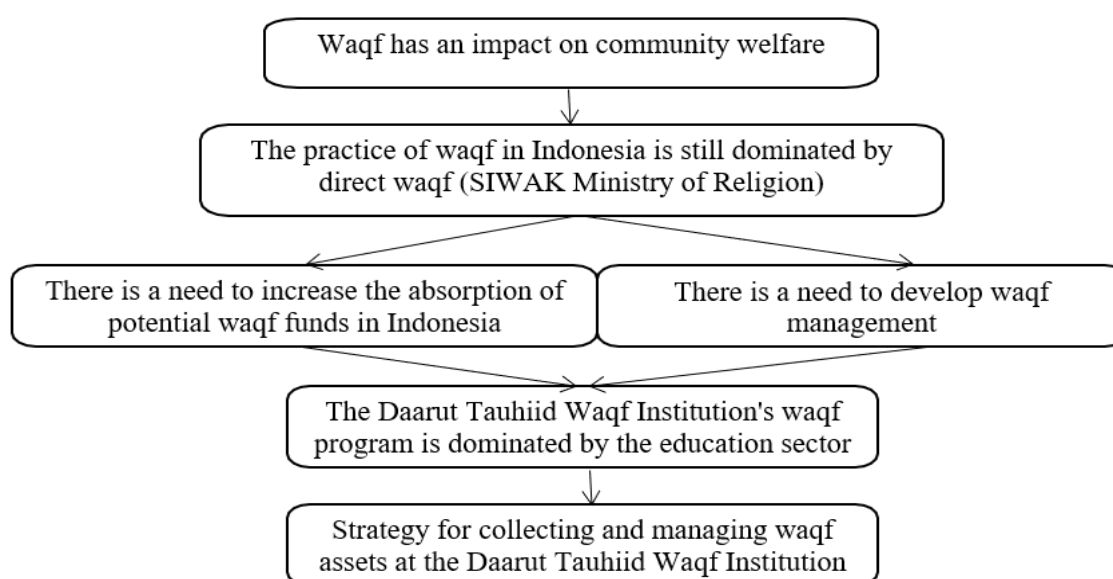 Waqf has an impact on community welfare
The practice of waqf in Indonesia is still dominated by
direct waqf (SIWAK Ministry of Religion)
There is a need to increase the absorption of
potential waqf funds in Indonesia
There is a need to develop waqf
management
The Daarut Tauhiid Waqf Institution's waqf
program is dominated by the education sector
Strategy for collecting and managing waqf
assets at the Daarut Tauhiid Waqf Institution